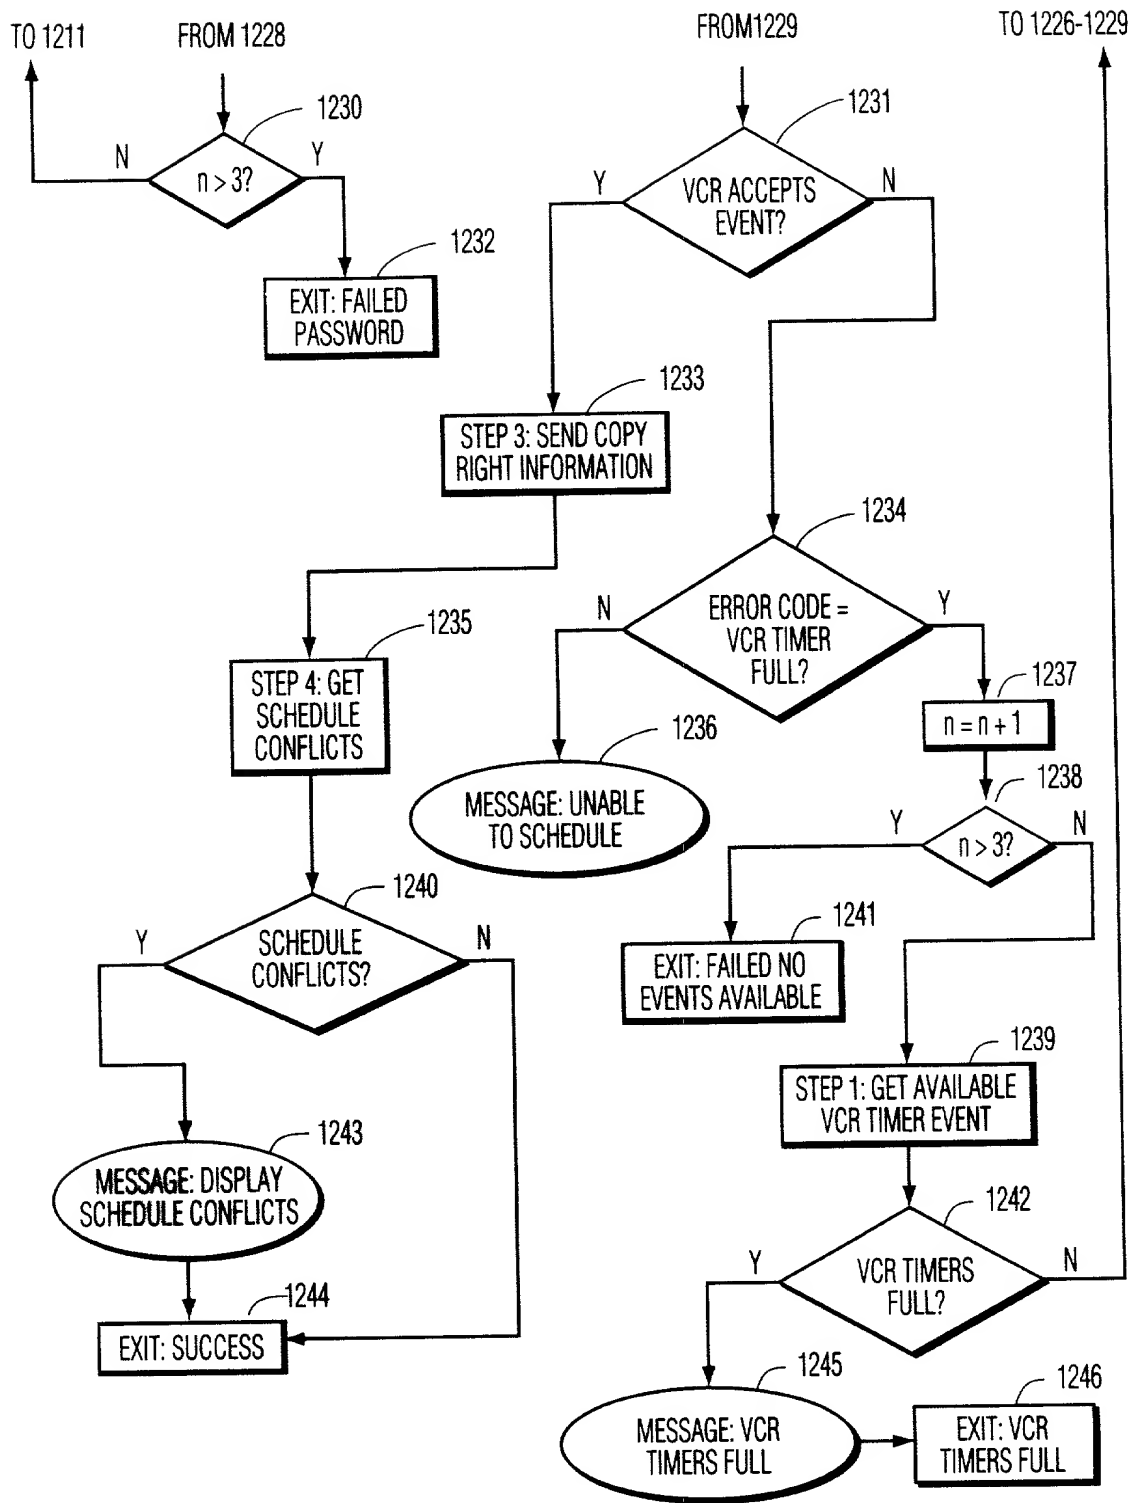 TO 1211
FROM 1228
FROM1229
TO 1226-1229
1230
N
n > 3?
Y
1231
Y
VCR ACCEPTS
EVENT?
N
1232
EXIT: FAILED
PASSWORD
1233
STEP 3: SEND COPY
RIGHT INFORMATION
1234
N
ERROR CODE =
VCR TIMER
FULL?
Y
1235
STEP 4: GET
SCHEDULE
CONFLICTS
1236
MESSAGE: UNABLE
TO SCHEDULE
1237
n = n + 1
1238
Y
n > 3?
N
1240
Y
SCHEDULE
CONFLICTS?
N
1241
EXIT: FAILED NO
EVENTS AVAILABLE
1239
STEP 1: GET AVAILABLE
VCR TIMER EVENT
1243
MESSAGE: DISPLAY
SCHEDULE CONFLICTS
1242
Y
VCR TIMERS
FULL?
N
1244
EXIT: SUCCESS
1245
MESSAGE: VCR
TIMERS FULL
1246
EXIT: VCR
TIMERS FULL